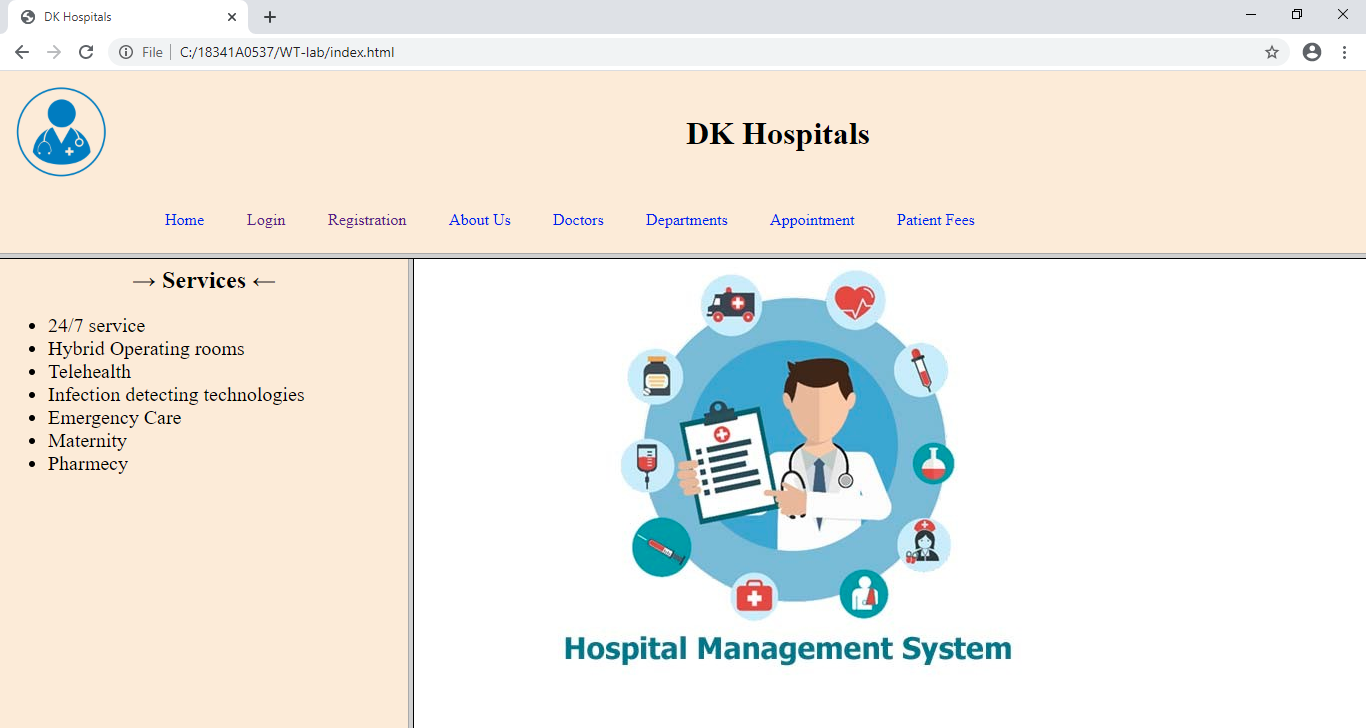 DK Hospitals
File C:/18341A0537/WT-lab/index.html
DK Hospitals
Home Login Registration About Us Doctors Departments Appointment Patient Fees
→ Services ←
• 24/7 service
• Hybrid Operating rooms
• Telehealth
• Infection detecting technologies
• Emergency Care
• Maternity
• Pharmecy
Hospital Management System